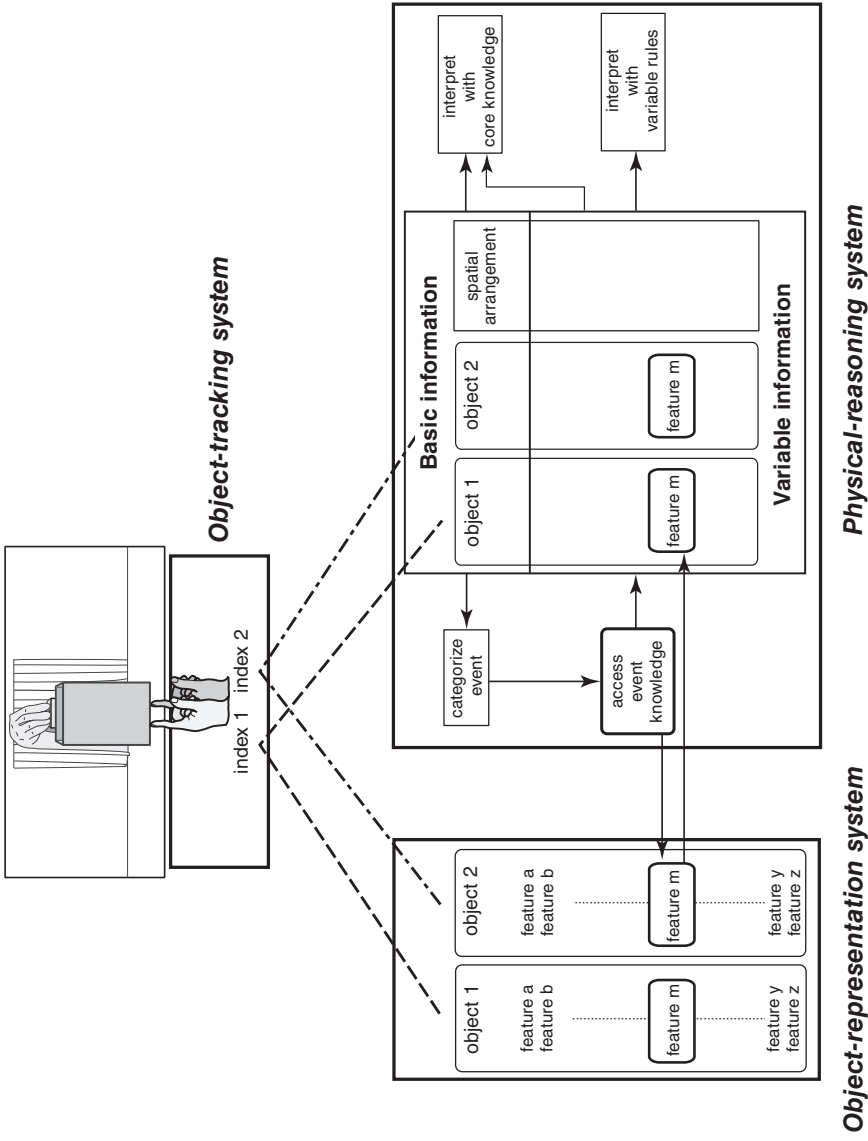 index 1
index 2
Object-tracking system
object 1
feature a
feature b
feature m
feature y
feature z
object 2
feature a
feature b
feature m
feature y
feature z
Object-representation system
categorize
event
access
event
knowledge
Basic information
object 1
object 2
spatial
arrangement
feature m
feature m
Variable information
interpret
with
core knowledge
interpret
with
variable rules
Physical-reasoning system